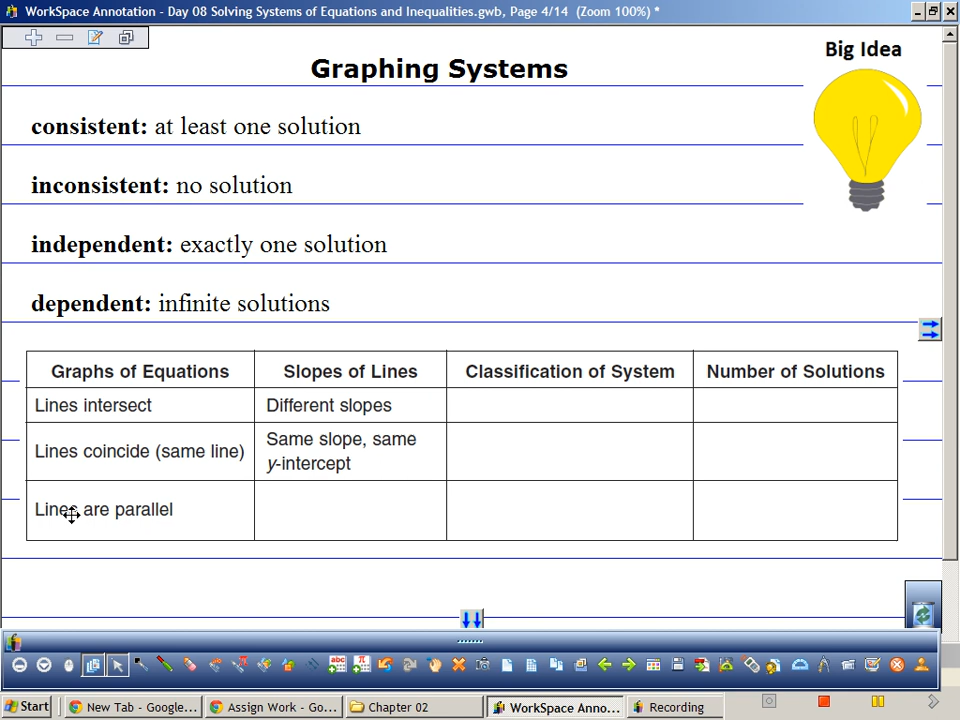 WorkSpace Annotation - Day 08 Solving Systems of Equations and Inequalities.gwb, Page 4/14 (Zoom 100%) *
Big Idea
Graphing Systems
consistent: at least one solution
inconsistent: no solution
independent: exactly one solution
dependent: infinite solutions
Graphs of Equations Slopes of Lines Classification of System Number of Solutions
Lines intersect Different slopes
Lines coincide (same line) Same slope, same
y-intercept
Lines are parallel
abc
Start New Tab - Google... Assign Work - Go... Chapter 02 WorkSpace Anno... Recording